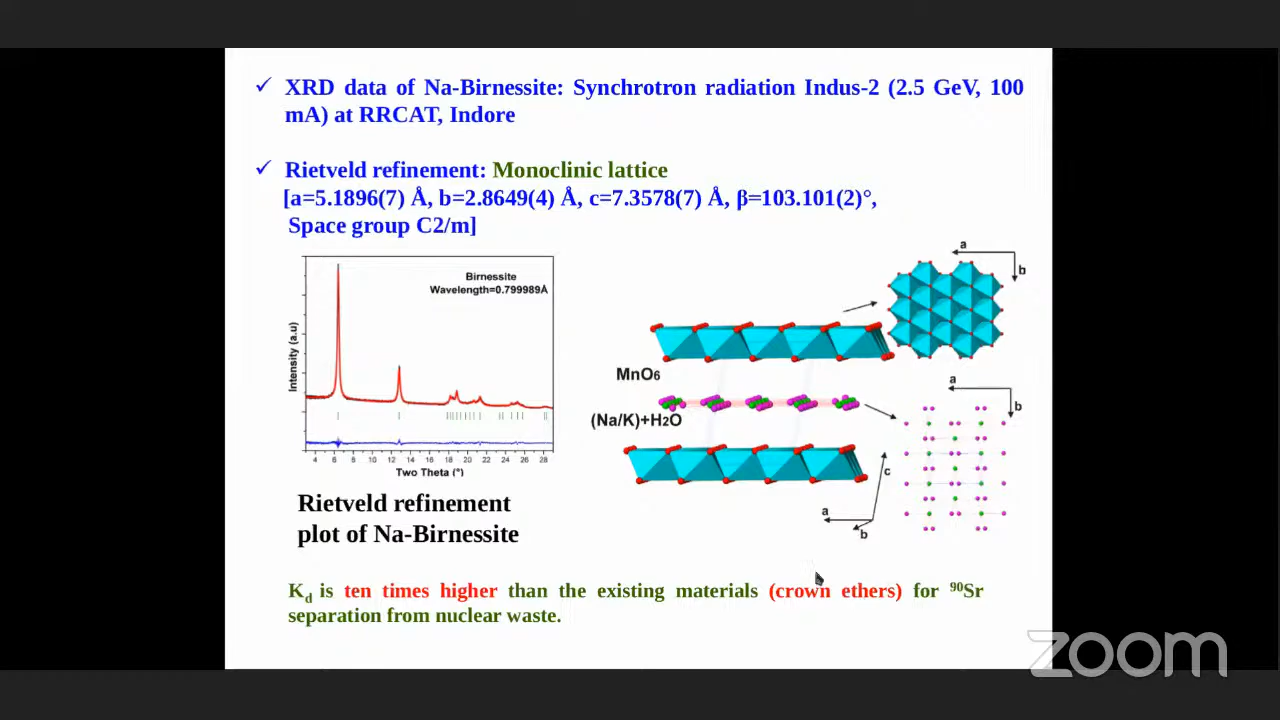 ✓ XRD data of Na-Birnessite: Synchrotron radiation Indus-2 (2.5 GeV, 100
mA) at RRCAT, Indore
✓ Rietveld refinement: Monoclinic lattice
[a=5.1896(7) Å, b=2.8649(4) Å, c=7.3578(7) Å, β=103.101(2)°,
Space group C2/m]
Birnessite
Wavelength=0.799989Å
Intensity (a.u)
4 6 8 10 12 14 16 18 20 22 24 26 28
Two Theta (°)
Rietveld refinement
plot of Na-Birnessite
a
b
MnO6
(Na/K)+H2O
a
b
c
a
b
Kd is ten times higher than the existing materials (crown ethers) for ⁹⁰Sr
separation from nuclear waste.
zoom